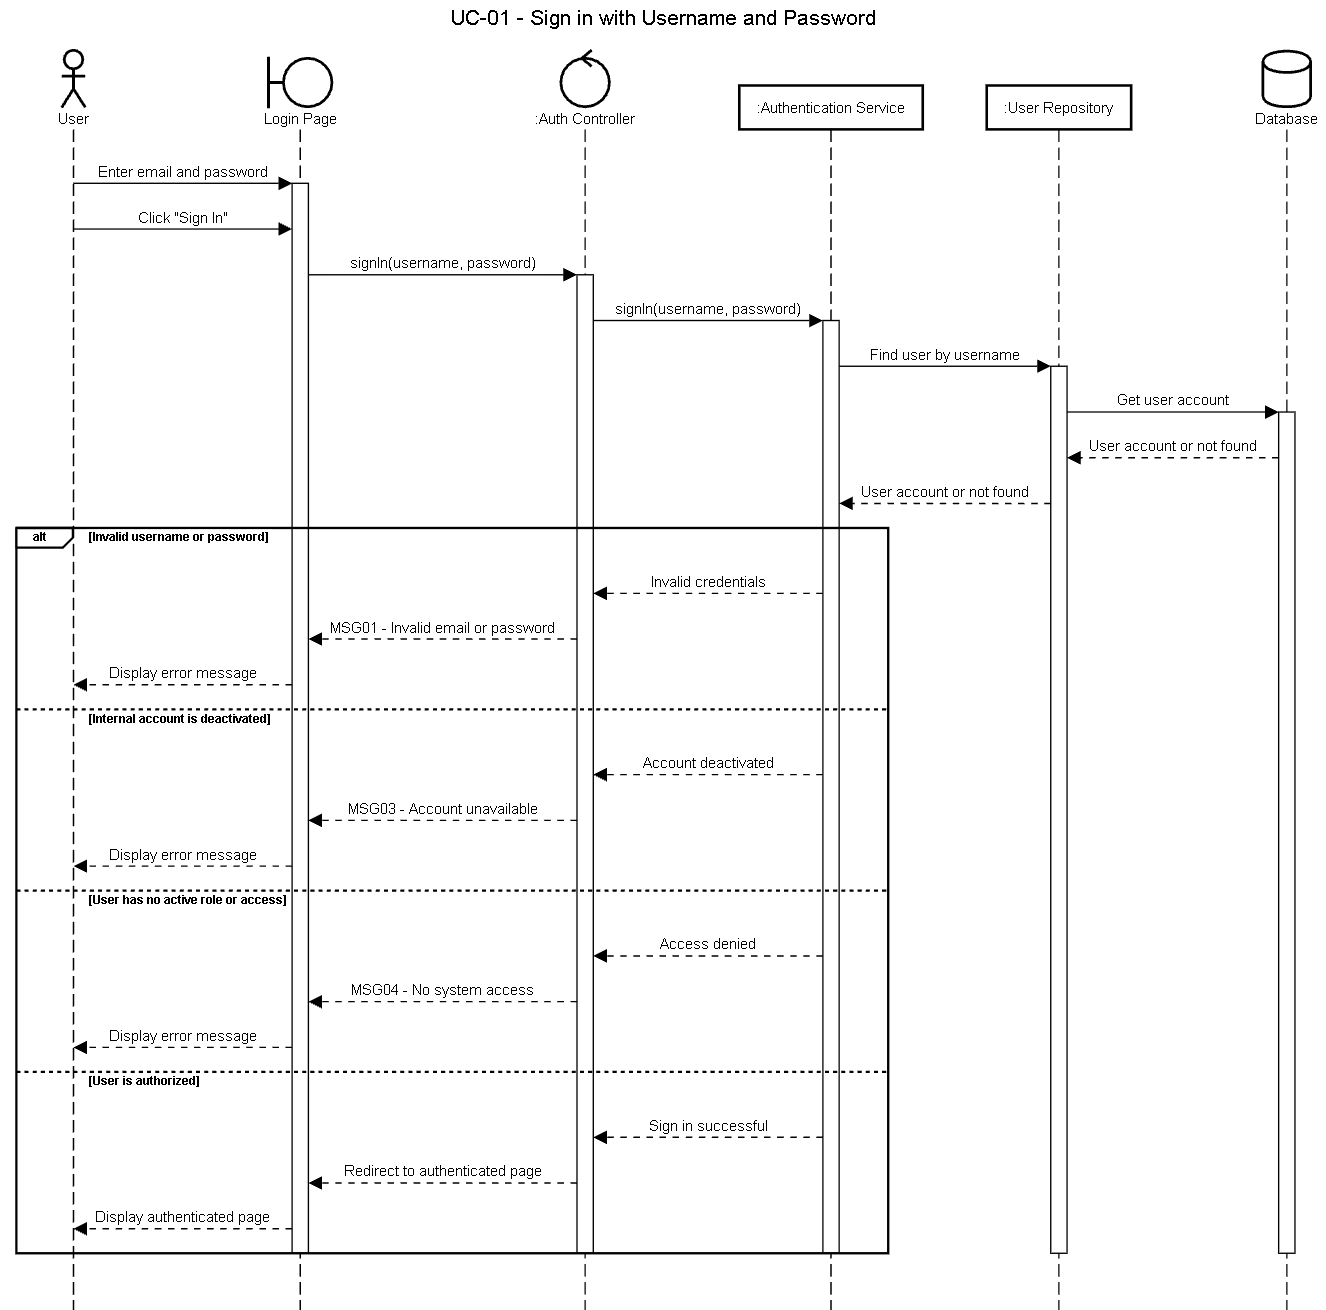 UC-01 - Sign in with Username and Password
User
Login Page
:Auth Controller
:Authentication Service
:User Repository
Database
Enter email and password
Click "Sign In"
signIn(username, password)
signIn(username, password)
Find user by username
Get user account
User account or not found
User account or not found
alt
[Invalid username or password]
Invalid credentials
MSG01 - Invalid email or password
Display error message
[Internal account is deactivated]
Account deactivated
MSG03 - Account unavailable
Display error message
[User has no active role or access]
Access denied
MSG04 - No system access
Display error message
[User is authorized]
Sign in successful
Redirect to authenticated page
Display authenticated page